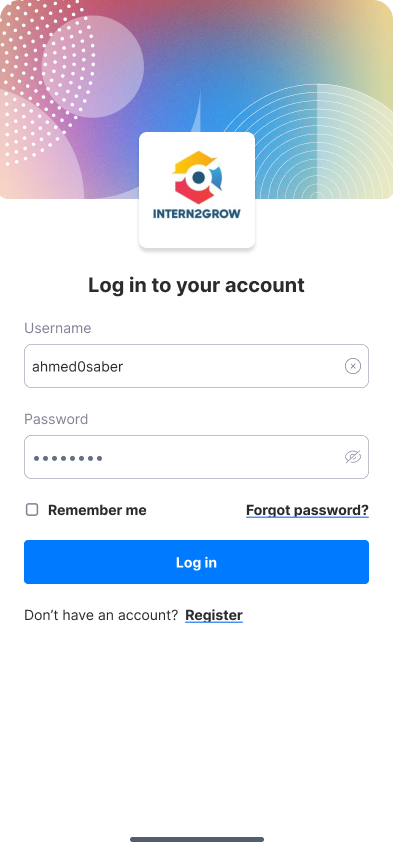 INTERN2GROW
Log in to your account
Username
ahmed0saber
Password
Remember me
Forgot password?
Log in
Don’t have an account? Register